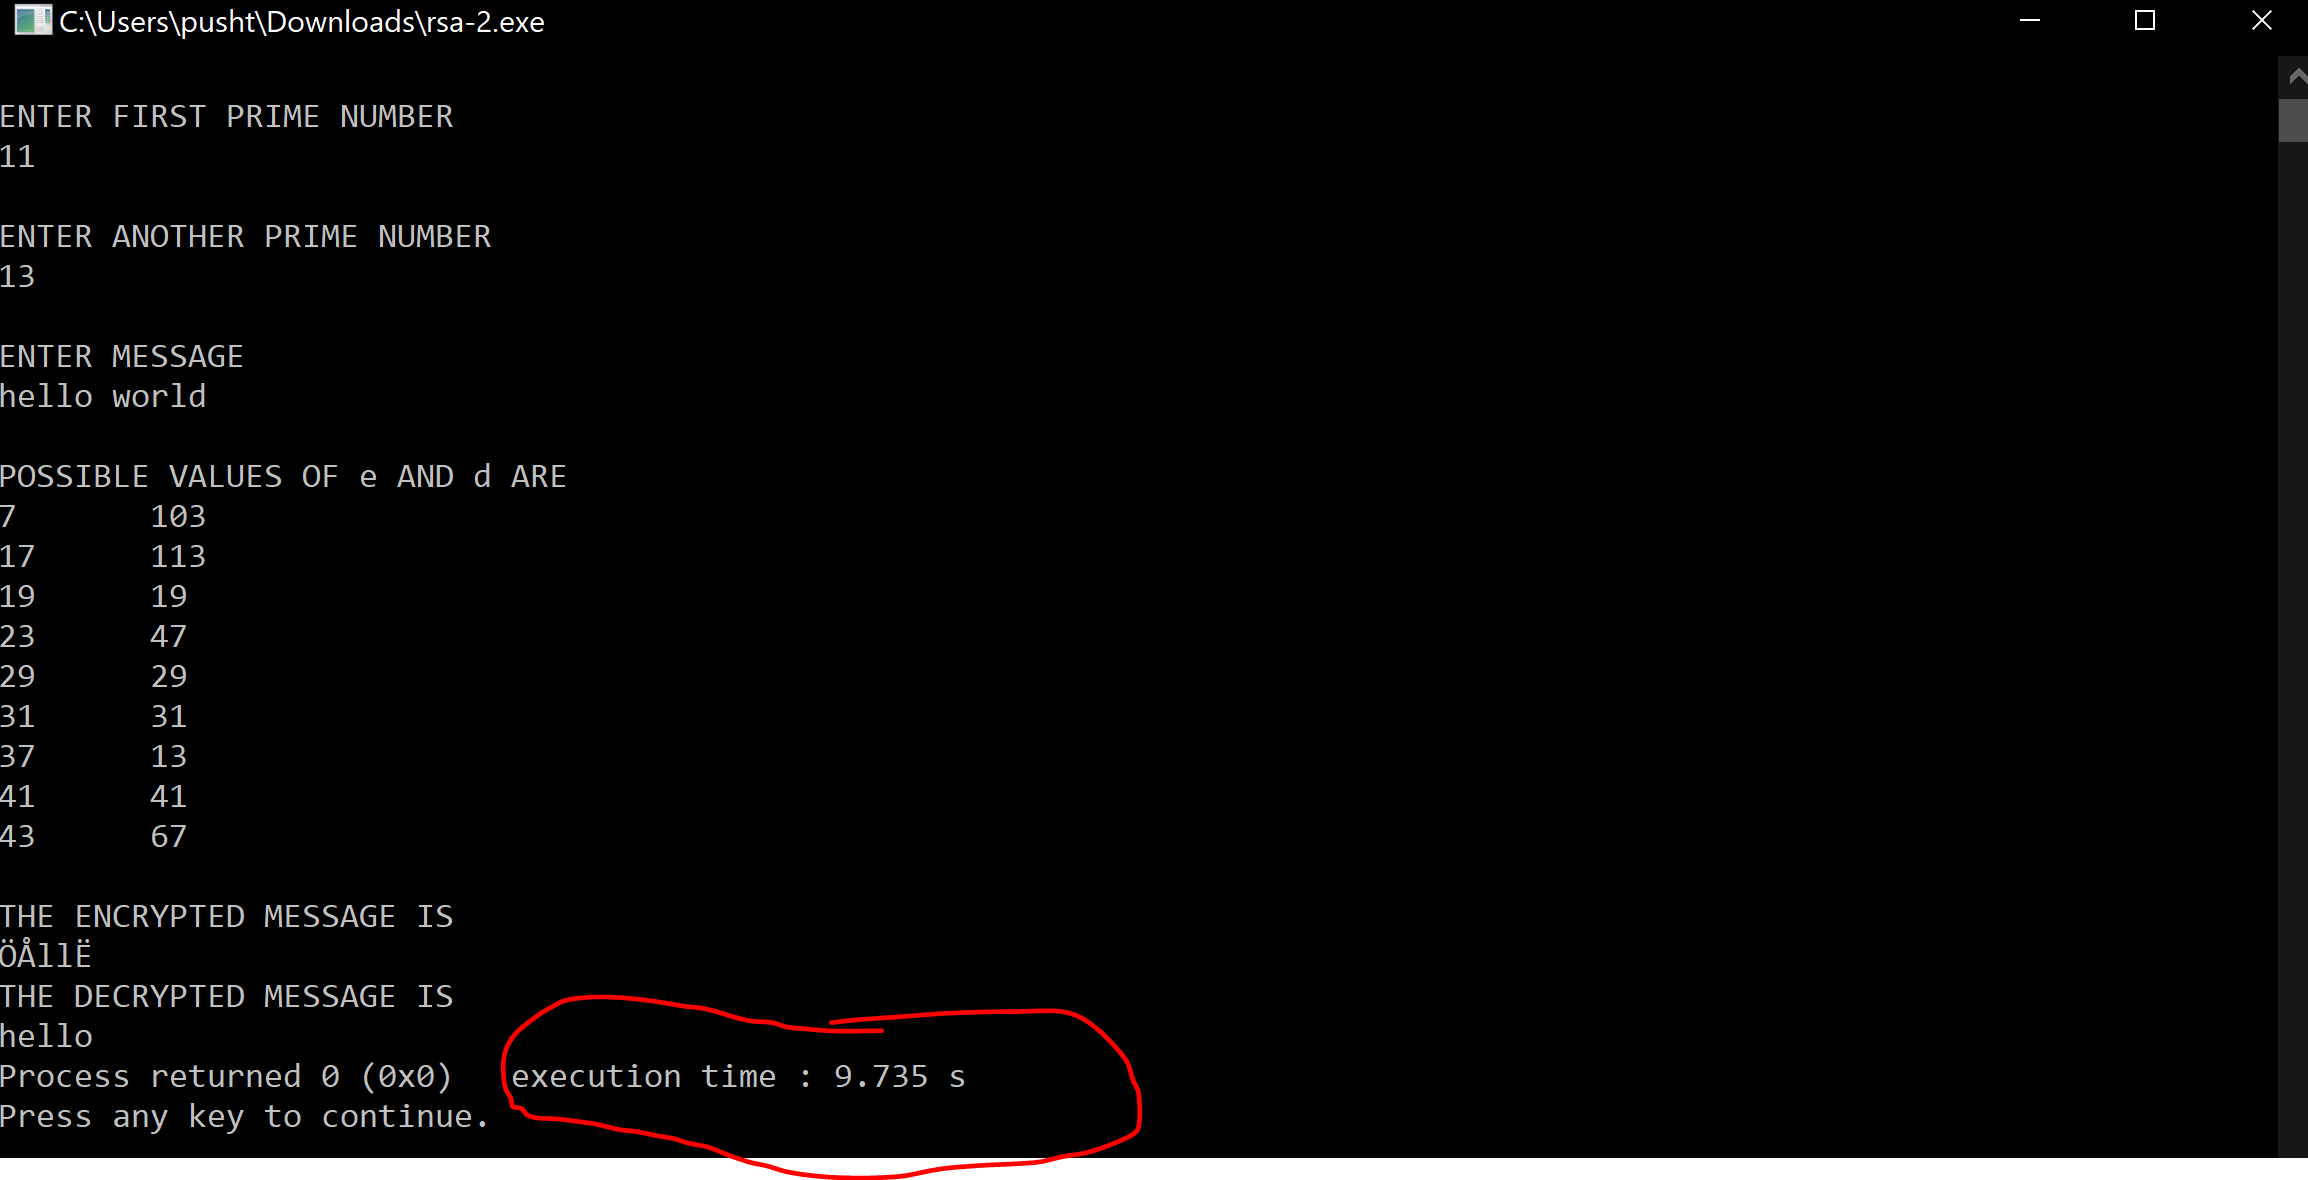 C:\Users\pusht\Downloads\rsa-2.exe
ENTER FIRST PRIME NUMBER
11
ENTER ANOTHER PRIME NUMBER
13
ENTER MESSAGE
hello world
POSSIBLE VALUES OF e AND d ARE
7 103
17 113
19 19
23 47
29 29
31 31
37 13
41 41
43 67
THE ENCRYPTED MESSAGE IS
ÖÅllË
THE DECRYPTED MESSAGE IS
hello
Process returned 0 (0x0) execution time : 9.735 s
Press any key to continue.